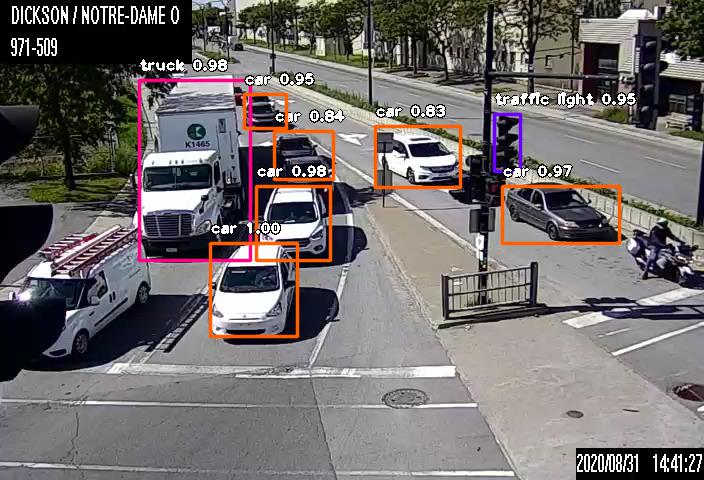 DICKSON / NOTRE-DAME O
971-509
truck 0.98
car 0.95
car 0.84
car 0.83
traffic light 0.95
car 0.98
car 0.97
car 1.00
K1465
2020/08/31 14:41:27